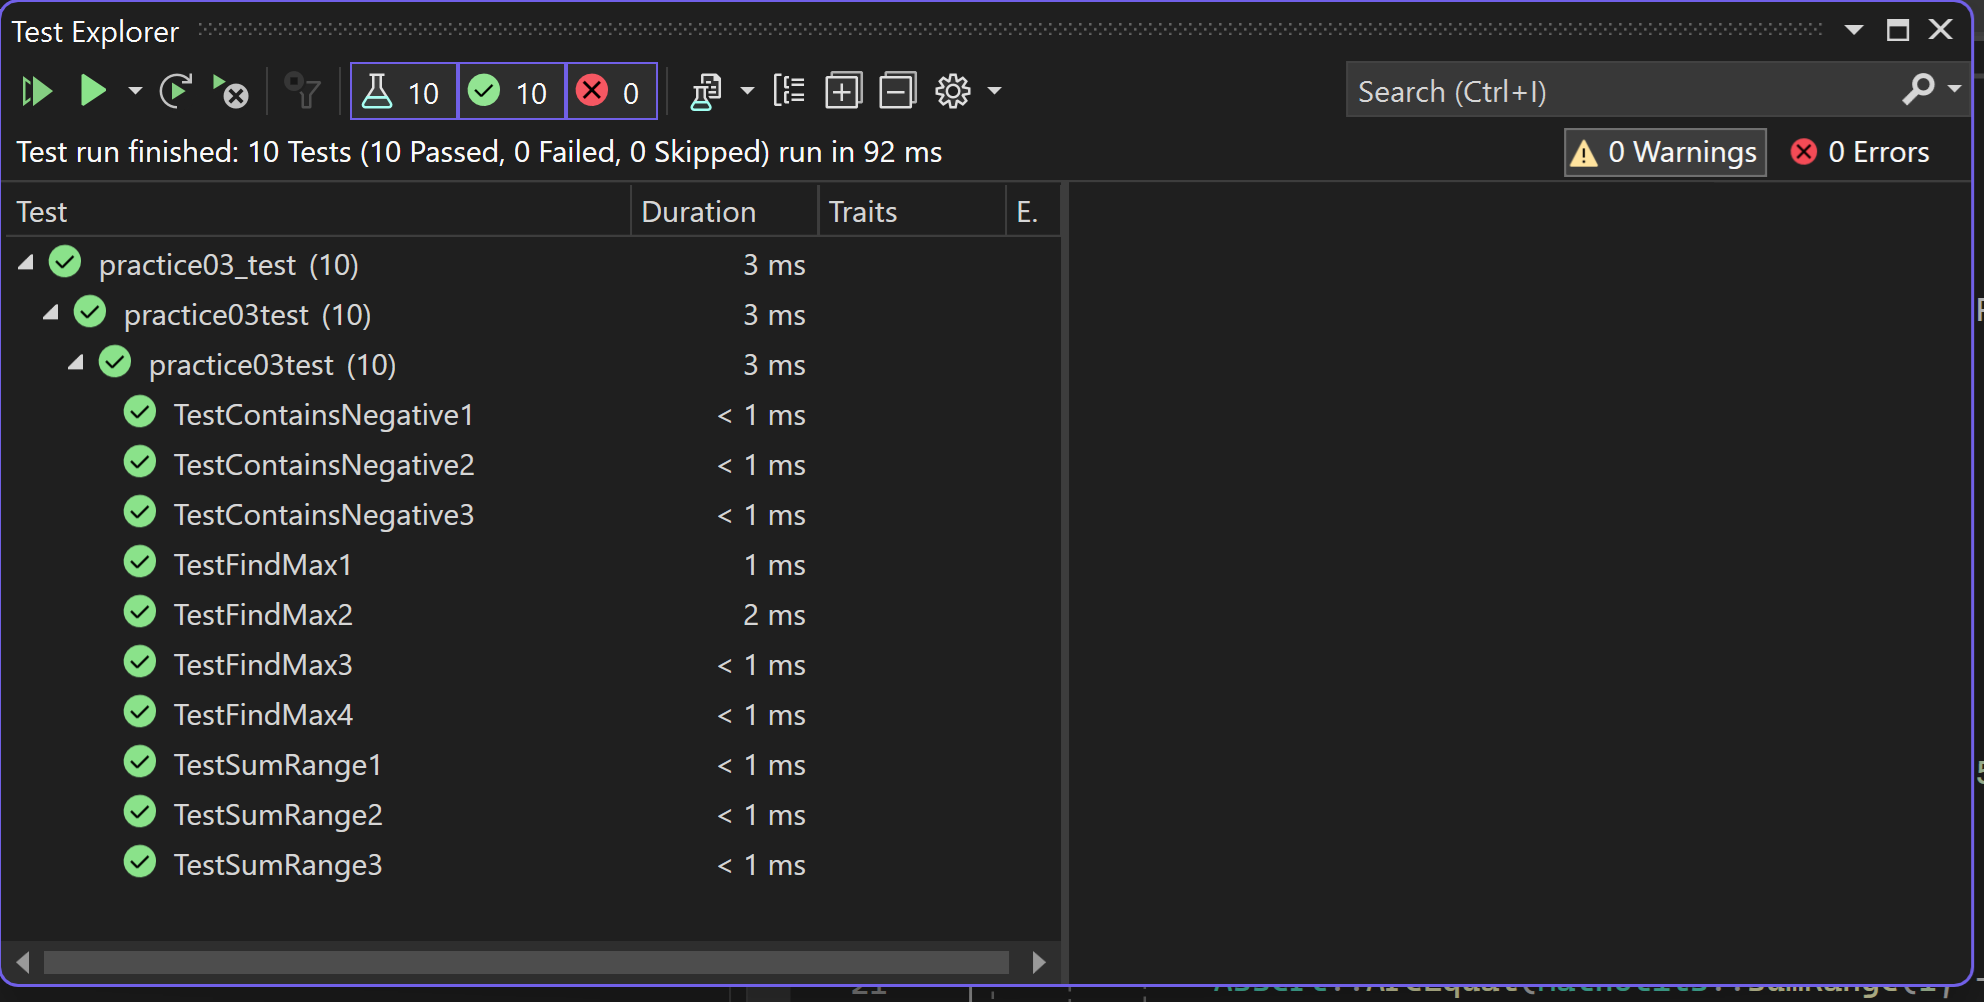 Test Explorer
10 10 0
Search (Ctrl+I)
Test run finished: 10 Tests (10 Passed, 0 Failed, 0 Skipped) run in 92 ms
0 Warnings 0 Errors
Test Duration Traits E.
practice03_test (10) 3 ms
practice03test (10) 3 ms
practice03test (10) 3 ms
TestContainsNegative1 < 1 ms
TestContainsNegative2 < 1 ms
TestContainsNegative3 < 1 ms
TestFindMax1 1 ms
TestFindMax2 2 ms
TestFindMax3 < 1 ms
TestFindMax4 < 1 ms
TestSumRange1 < 1 ms
TestSumRange2 < 1 ms
TestSumRange3 < 1 ms